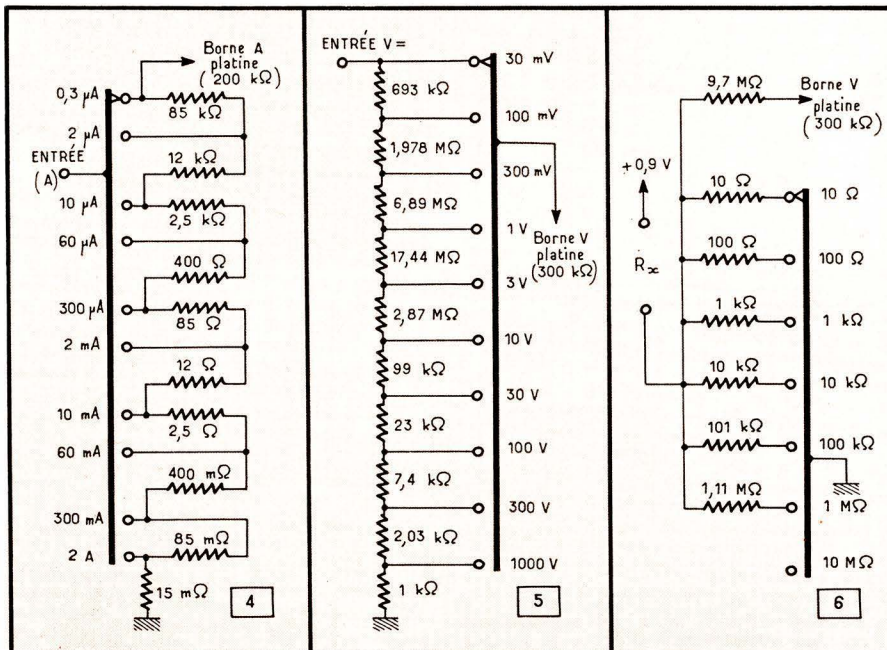 Borne A
platine
(200 kΩ)
0,3 µA
85 kΩ
2 µA
ENTRÉE
(A)
12 kΩ
10 µA
2,5 kΩ
60 µA
400 Ω
300 µA
85 Ω
2 mA
12 Ω
10 mA
2,5 Ω
60 mA
400 mΩ
300 mA
85 mΩ
2 A
15 mΩ
4
ENTRÉE V =
30 mV
693 kΩ
100 mV
1,978 MΩ
300 mV
6,89 MΩ
1 V
Borne V
platine
(300 kΩ)
17,44 MΩ
3 V
2,87 MΩ
10 V
99 kΩ
30 V
23 kΩ
100 V
7,4 kΩ
300 V
2,03 kΩ
1000 V
1 kΩ
5
9,7 MΩ
Borne V
platine
(300 kΩ)
+0,9 V
10 Ω
10 Ω
100 Ω
100 Ω
Rx
1 kΩ
1 kΩ
10 kΩ
10 kΩ
101 kΩ
100 kΩ
1,11 MΩ
1 MΩ
10 MΩ
6